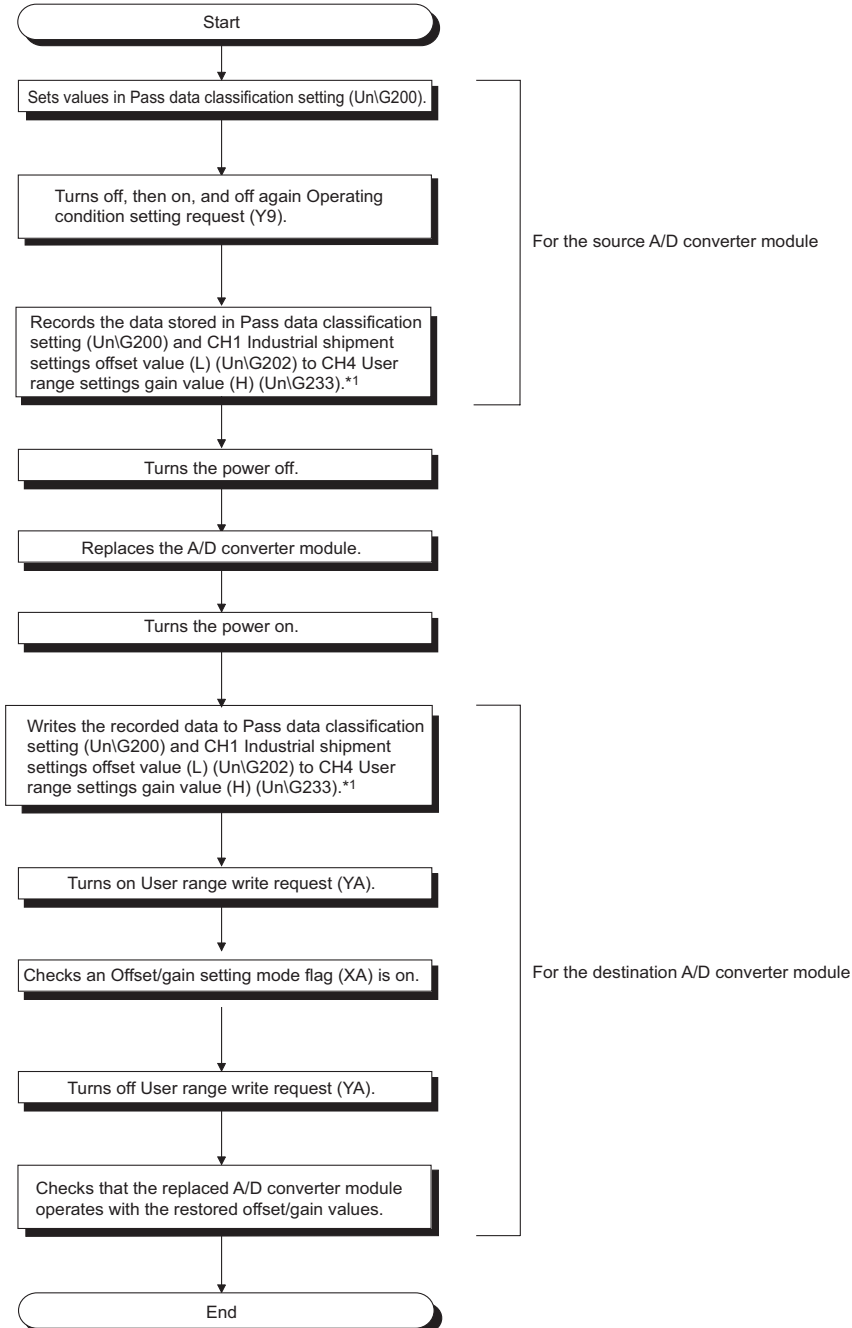 Start
Sets values in Pass data classification setting (Un\G200).
Turns off, then on, and off again Operating
condition setting request (Y9).
For the source A/D converter module
Records the data stored in Pass data classification
setting (Un\G200) and CH1 Industrial shipment
settings offset value (L) (Un\G202) to CH4 User
range settings gain value (H) (Un\G233).*1
Turns the power off.
Replaces the A/D converter module.
Turns the power on.
Writes the recorded data to Pass data classification
setting (Un\G200) and CH1 Industrial shipment
settings offset value (L) (Un\G202) to CH4 User
range settings gain value (H) (Un\G233).*1
Turns on User range write request (YA).
Checks an Offset/gain setting mode flag (XA) is on.
For the destination A/D converter module
Turns off User range write request (YA).
Checks that the replaced A/D converter module
operates with the restored offset/gain values.
End